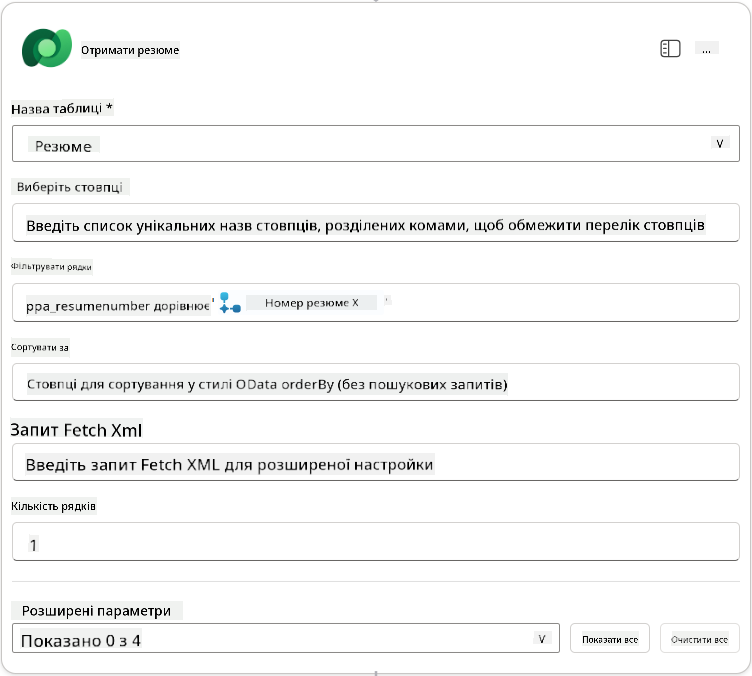 Отримати резюме
...
Назва таблиці *
Резюме
V
Виберіть стовпці
Введіть список унікальних назв стовпців, розділених комами, щоб обмежити перелік стовпців
Фільтрувати рядки
ppa_resumenumber дорівнює ' Номер резюме X '
Сортувати за
Стовпці для сортування у стилі OData orderBy (без пошукових запитів)
Запит Fetch Xml
Введіть запит Fetch XML для розширеної настройки
Кількість рядків
1
Розширені параметри
Показано 0 з 4 V Показати все Очистити все